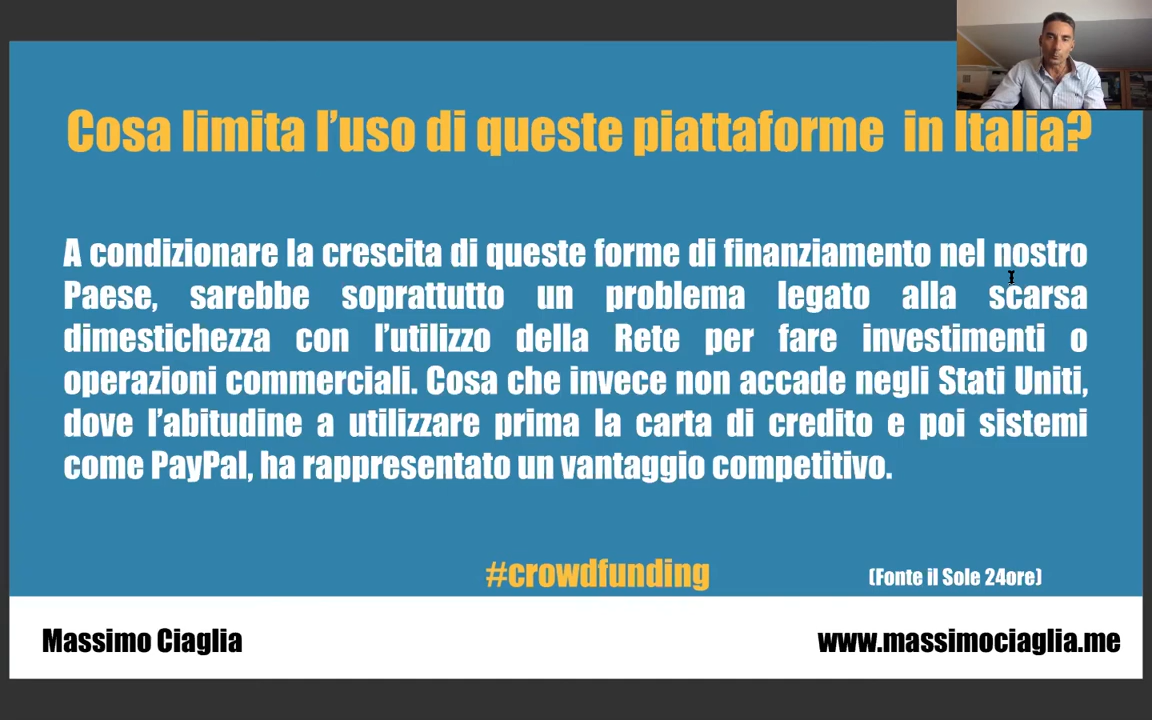 Cosa limita l'uso di queste piattaforme in Italia?
A condizionare la crescita di queste forme di finanziamento nel nostro
Paese, sarebbe soprattutto un problema legato alla scarsa
dimestichezza con l'utilizzo della Rete per fare investimenti o
operazioni commerciali. Cosa che invece non accade negli Stati Uniti,
dove l'abitudine a utilizzare prima la carta di credito e poi sistemi
come PayPal, ha rappresentato un vantaggio competitivo.
#crowdfunding
(Fonte il Sole 24ore)
Massimo Ciaglia
www.massimociaglia.me